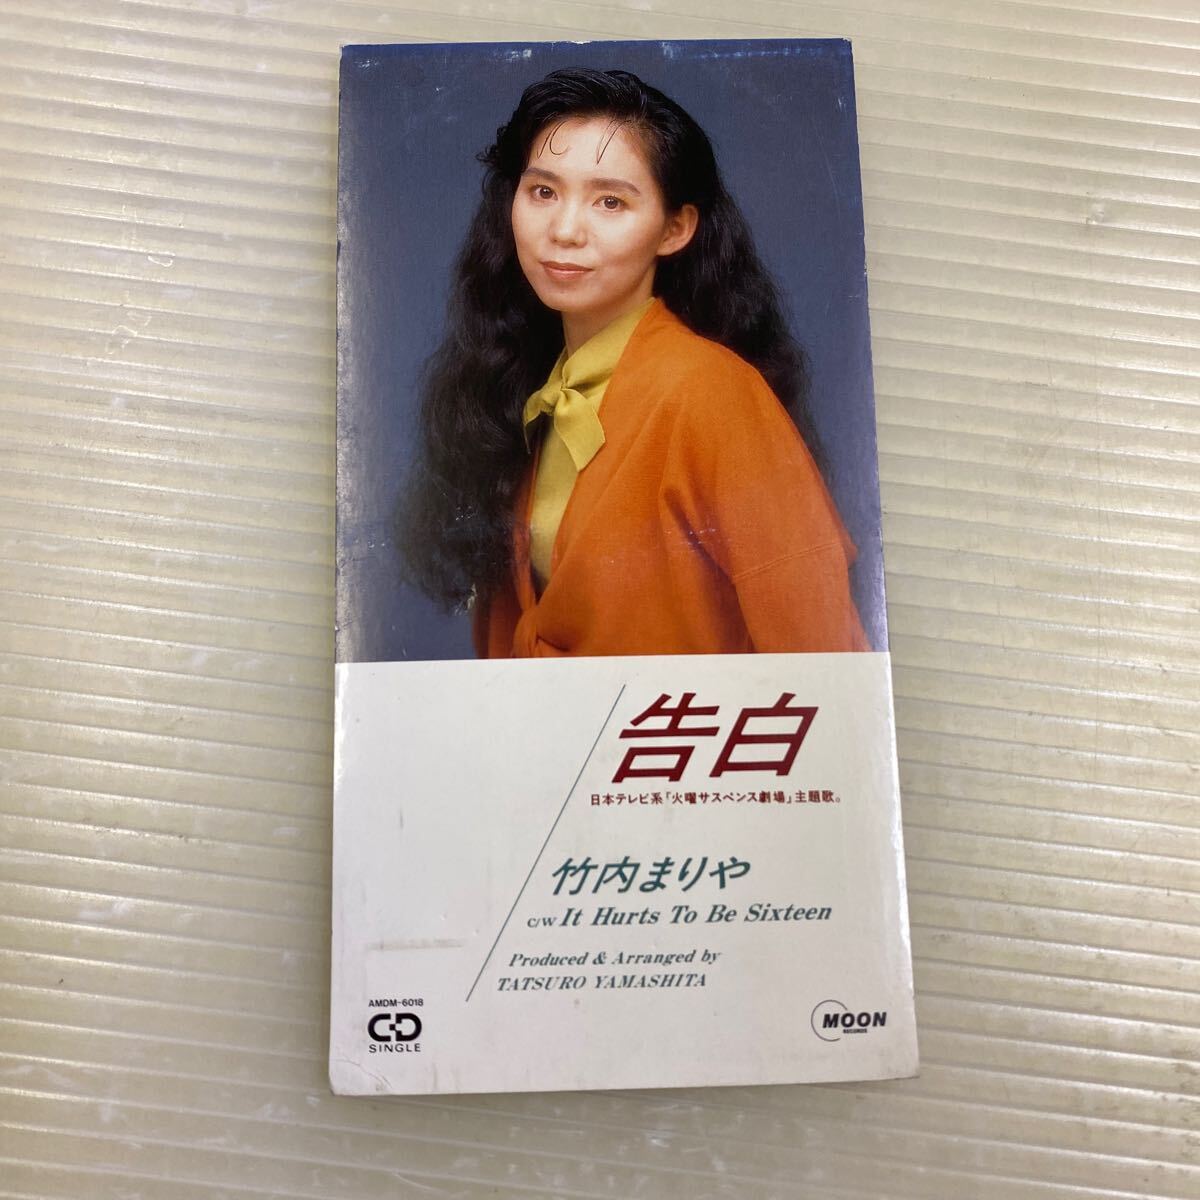 告白
日本テレビ系「火曜サスペンス劇場」主題歌。
竹内まりや
C/W It Hurts To Be Sixteen
Produced & Arranged by
TATSURO YAMASHITA
AMDM-6018
CD
SINGLE
MOON
RECORDS